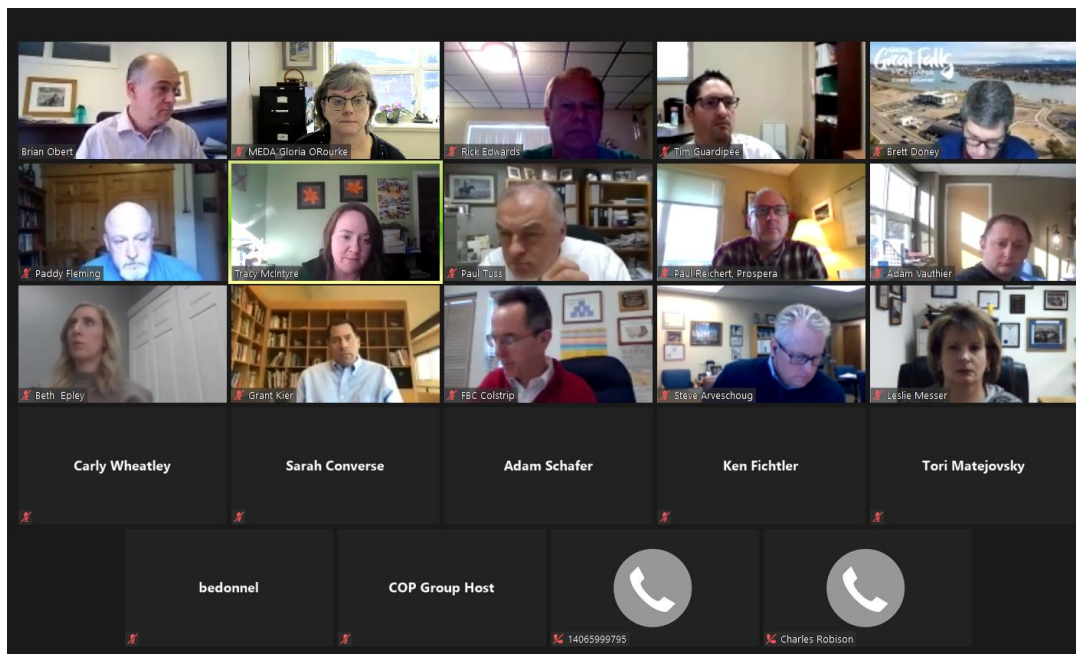 Great Falls
MONTANA
Brian Obert
MEDA Gloria ORourke
Rick Edwards
Tim Guardipee
Brett Doney
Paddy Fleming
Tracy McIntyre
Paul Tuss
Paul Reichert, Prospera
Adam Vauthier
Beth Epley
Grant Kier
FBC Colstrip
Steve Arveschoug
Leslie Messer
Carly Wheatley
Sarah Converse
Adam Schafer
Ken Fichtler
Tori Matejovsky
bedonnel
COP Group Host
14065999795
Charles Robison